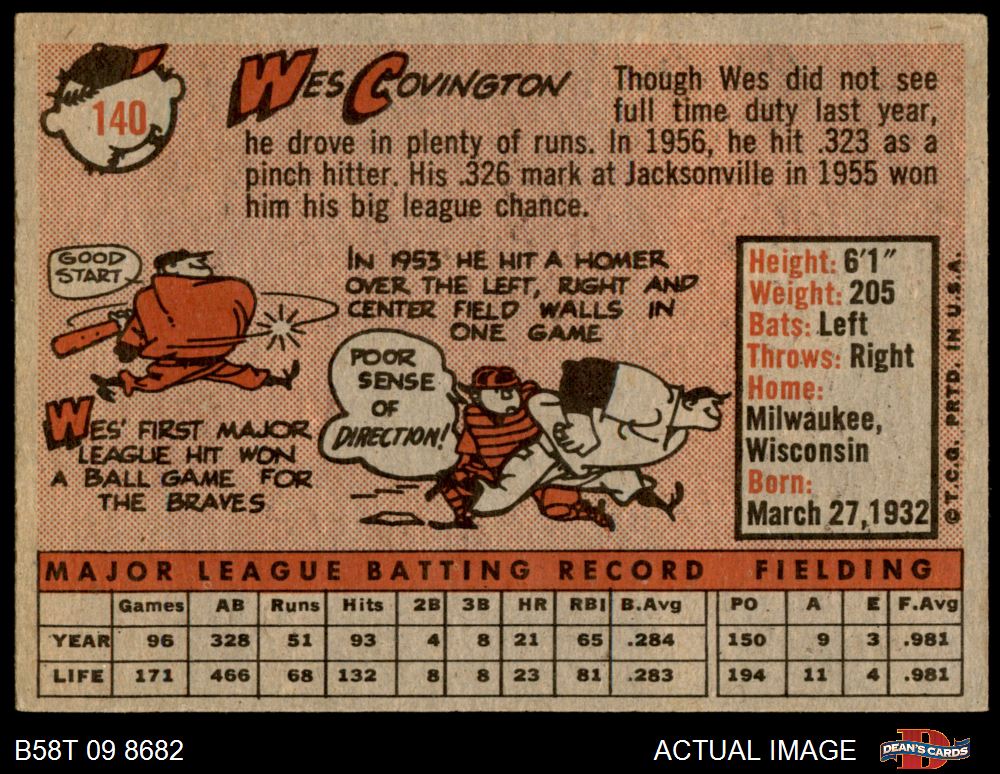 140
WES COVINGTON
Though Wes did not see
full time duty last year,
he drove in plenty of runs. In 1956, he hit .323 as a
pinch hitter. His .326 mark at Jacksonville in 1955 won
him his big league chance.
GOOD
START
IN 1953 HE HIT A HOMER
OVER THE LEFT, RIGHT AND
CENTER FIELD WALLS IN
ONE GAME
POOR
SENSE
OF
DIRECTION!
WES' FIRST MAJOR
LEAGUE HIT WON
A BALL GAME FOR
THE BRAVES
Height: 6'1"
Weight: 205
Bats: Left
Throws: Right
Home:
Milwaukee,
Wisconsin
Born:
March 27, 1932
© T.C.G. PRTD. IN U.S.A.
MAJOR LEAGUE BATTING RECORD FIELDING
Games AB Runs Hits 2B 3B HR RBI B.Avg PO A E F.Avg
YEAR 96 328 51 93 4 8 21 65 .284 150 9 3 .981
LIFE 171 466 68 132 8 8 23 81 .283 194 11 4 .981
B58T 09 8682
ACTUAL IMAGE
DEAN'S CARDS